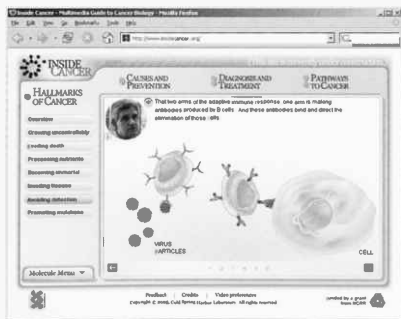 Inside Cancer - Multimedia Guide to Cancer Biology - Mozilla Firefox
File Edit View Go Bookmarks Tools Help
http://www.insidecancer.org/
INSIDE
CANCER
CAUSES AND
PREVENTION
DIAGNOSIS AND
TREATMENT
PATHWAYS
TO CANCER
HALLMARKS
OF CANCER
Overview
Growing uncontrollably
Evading death
Processing nutrients
Becoming immortal
Invading tissues
Avoiding detection
Promoting mutations
That two arms of the adaptive immune response, one arm is making
antibodies produced by B cells. And these antibodies bind and direct the
elimination of those cells
VIRUS
PARTICLES
CELL
Molecule Menu
Feedback | Credits | Video preferences
Cold Spring Harbor Laboratory. All rights reserved
Funded by a grant